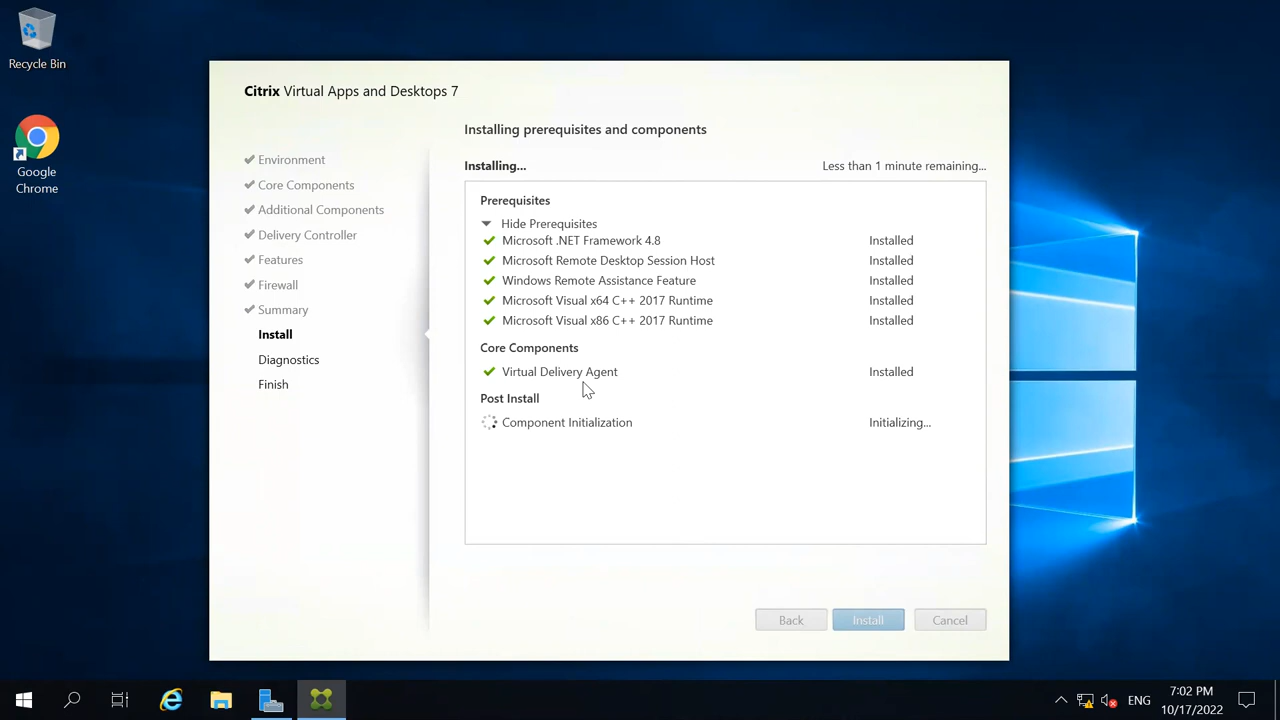 Recycle Bin
Google
Chrome
Citrix Virtual Apps and Desktops 7
Environment
Core Components
Additional Components
Delivery Controller
Features
Firewall
Summary
Install
Diagnostics
Finish
Installing prerequisites and components
Installing... Less than 1 minute remaining...
Prerequisites
Hide Prerequisites
Microsoft .NET Framework 4.8 Installed
Microsoft Remote Desktop Session Host Installed
Windows Remote Assistance Feature Installed
Microsoft Visual x64 C++ 2017 Runtime Installed
Microsoft Visual x86 C++ 2017 Runtime Installed
Core Components
Virtual Delivery Agent Installed
Post Install
Component Initialization Initializing...
Back Install Cancel
ENG
7:02 PM
10/17/2022